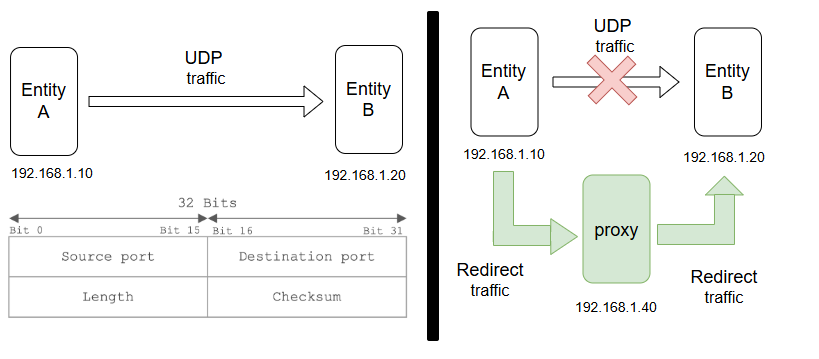 UDP
traffic
Entity
A
Entity
B
192.168.1.10
192.168.1.20
32 Bits
Bit 0
Bit 15
Bit 16
Bit 31
Source port
Destination port
Length
Checksum
UDP
traffic
Entity
A
Entity
B
192.168.1.10
192.168.1.20
proxy
Redirect
traffic
Redirect
traffic
192.168.1.40